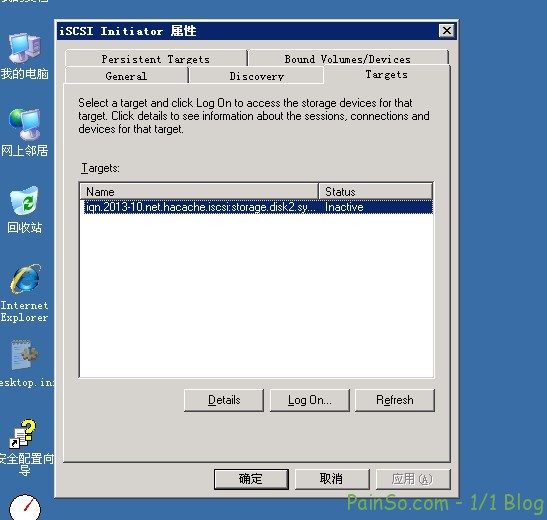 iSCSI Initiator 属性
Persistent Targets
Bound Volumes/Devices
General
Discovery
Targets
Select a target and click Log On to access the storage devices for that
target. Click details to see information about the sessions, connections and
devices for that target.
Targets:
Name
Status
iqn.2013-10.net.hacache.iscsi:storage.disk2.sy...
Inactive
Details
Log On...
Refresh
确定
取消
应用(A)
我的电脑
网上邻居
回收站
Internet
Explorer
esktop.in
安全配置向
导
PainSo.com - 1/1 Blog